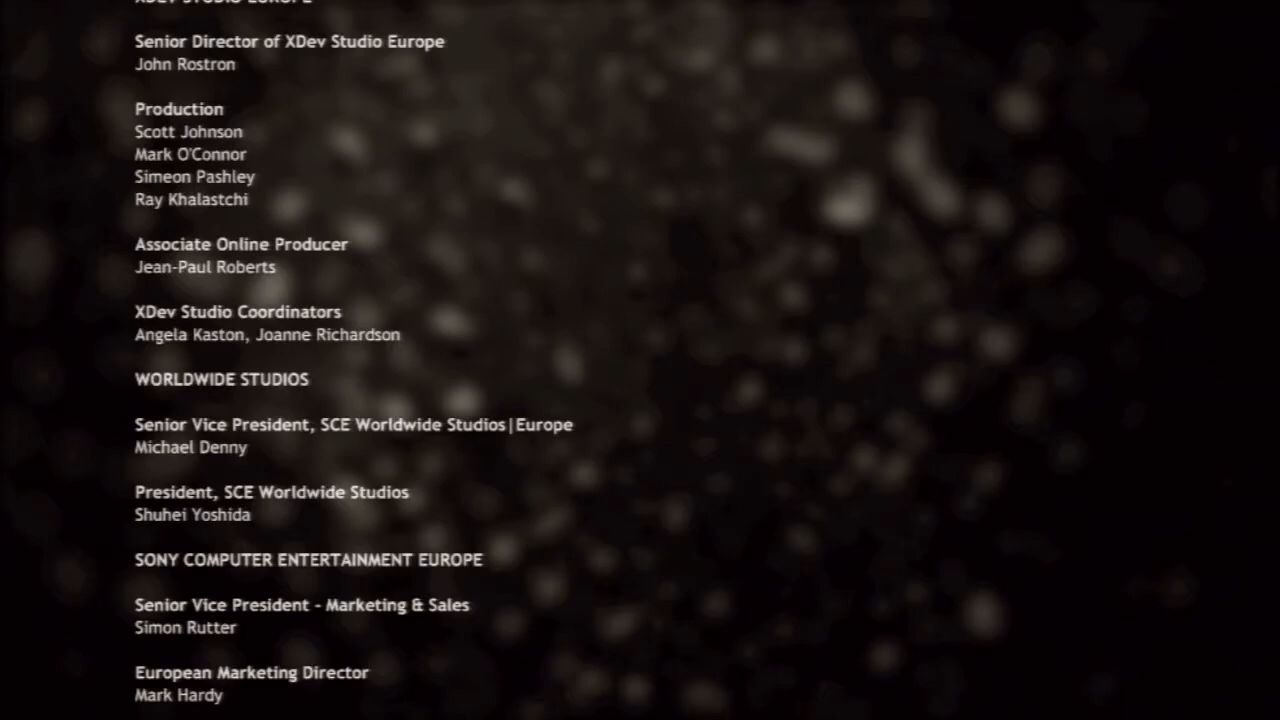 XDEV STUDIO EUROPE
Senior Director of XDev Studio Europe
John Rostron
Production
Scott Johnson
Mark O'Connor
Simeon Pashley
Ray Khalastchi
Associate Online Producer
Jean-Paul Roberts
XDev Studio Coordinators
Angela Kaston, Joanne Richardson
WORLDWIDE STUDIOS
Senior Vice President, SCE Worldwide Studios|Europe
Michael Denny
President, SCE Worldwide Studios
Shuhei Yoshida
SONY COMPUTER ENTERTAINMENT EUROPE
Senior Vice President - Marketing & Sales
Simon Rutter
European Marketing Director
Mark Hardy